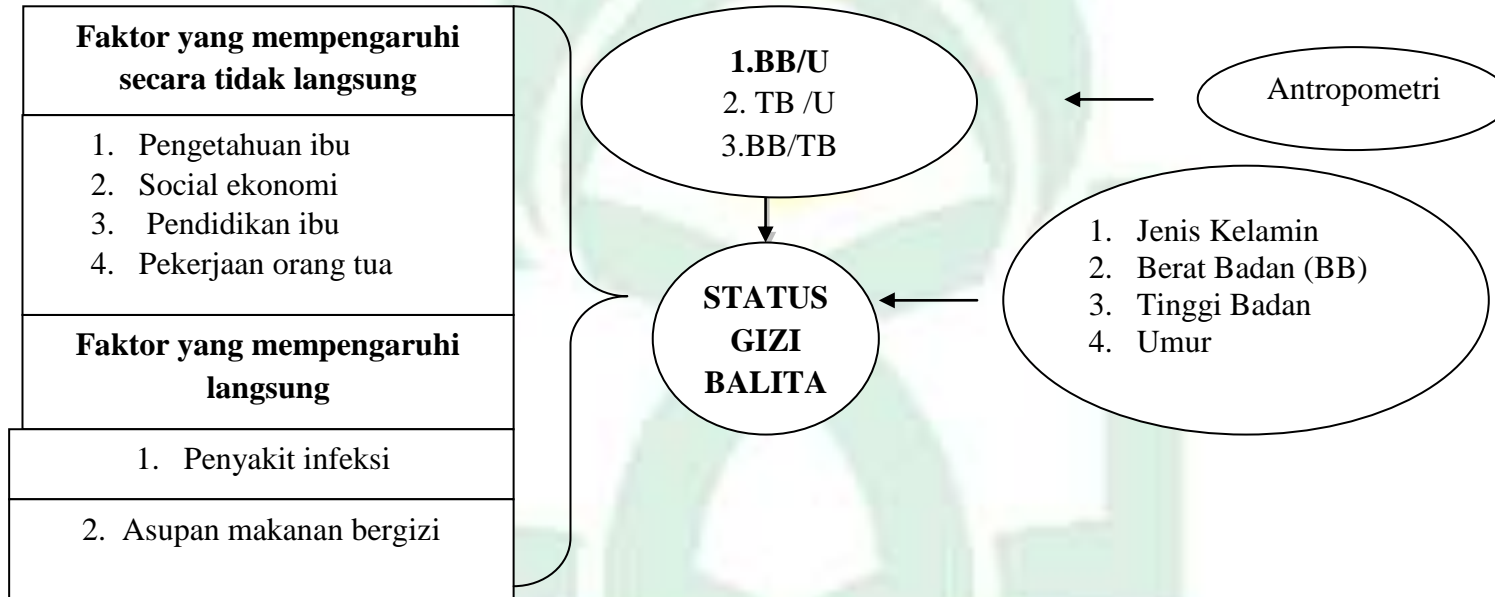 Faktor yang mempengaruhi
secara tidak langsung
1. Pengetahuan ibu
2. Social ekonomi
3. Pendidikan ibu
4. Pekerjaan orang tua
Faktor yang mempengaruhi
langsung
1. Penyakit infeksi
2. Asupan makanan bergizi
1.BB/U
2. TB /U
3.BB/TB
STATUS
GIZI
BALITA
Antropometri
1. Jenis Kelamin
2. Berat Badan (BB)
3. Tinggi Badan
4. Umur